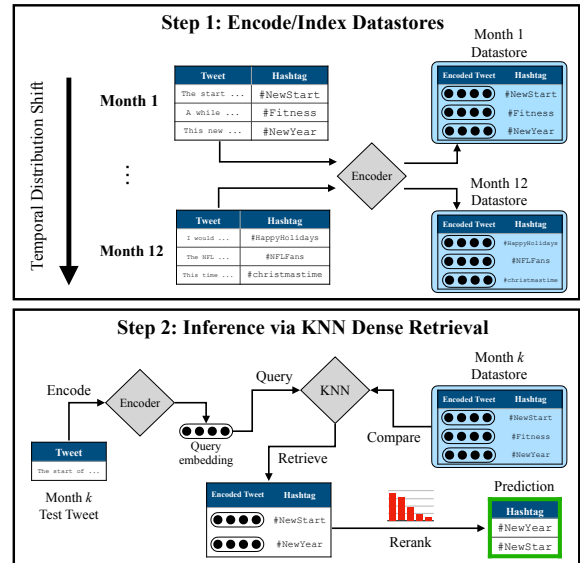 Step 1: Encode/Index Datastores
Temporal Distribution Shift
Month 1
Tweet Hashtag
The start ... #NewStart
A while ... #Fitness
This new ... #NewYear
Encoder
Month 1
Datastore
Encoded Tweet Hashtag
#NewStart
#Fitness
#NewYear
...
Month 12
Tweet Hashtag
I would ... #HappyHolidays
The NFL ... #NFLFans
This time ... #christmastime
Month 12
Datastore
Encoded Tweet Hashtag
#HappyHolidays
#NFLFans
#christmastime
Step 2: Inference via KNN Dense Retrieval
Encode
Tweet
The start of ...
Month k
Test Tweet
Encoder
Query
embedding
Query
KNN
Compare
Month k
Datastore
Encoded Tweet Hashtag
#NewStart
#Fitness
#NewYear
Retrieve
Encoded Tweet Hashtag
#NewStart
#NewYear
Rerank
Prediction
Hashtag
#NewYear
#NewStar